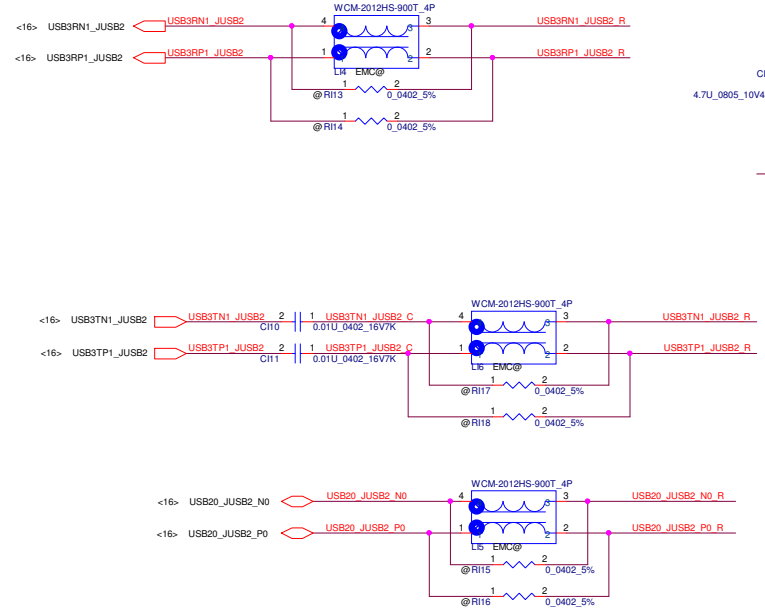 WCM-2012HS-900T_4P
<16> USB3RN1_JUSB2 USB3RN1_JUSB2 4 3 USB3RN1_JUSB2_R
<16> USB3RP1_JUSB2 USB3RP1_JUSB2 1 2 USB3RP1_JUSB2_R
LI4 EMC@
1 2
@ RI13 0_0402_5%
1 2
@ RI14 0_0402_5%
4.7U_0805_10V4
WCM-2012HS-900T_4P
<16> USB3TN1_JUSB2 USB3TN1_JUSB2 2 1 USB3TN1_JUSB2_C 4 3 USB3TN1_JUSB2_R
CI10 0.01U_0402_16V7K
<16> USB3TP1_JUSB2 USB3TP1_JUSB2 2 1 USB3TP1_JUSB2_C 1 2 USB3TP1_JUSB2_R
CI11 0.01U_0402_16V7K
LI6 EMC@
1 2
@ RI17 0_0402_5%
1 2
@ RI18 0_0402_5%
WCM-2012HS-900T_4P
<16> USB20_JUSB2_N0 USB20_JUSB2_N0 4 3 USB20_JUSB2_N0_R
<16> USB20_JUSB2_P0 USB20_JUSB2_P0 1 2 USB20_JUSB2_P0_R
LI5 EMC@
1 2
@ RI15 0_0402_5%
1 2
@ RI16 0_0402_5%